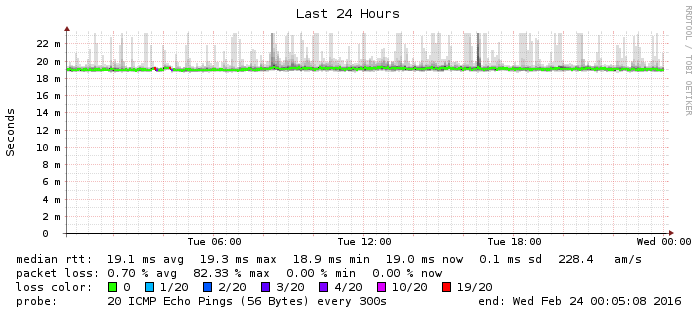 Last 24 Hours
RRDTOOL / TOBI OETIKER
Seconds
22 m
20 m
18 m
16 m
14 m
12 m
10 m
8 m
6 m
4 m
2 m
0
Tue 06:00 Tue 12:00 Tue 18:00 Wed 00:00
median rtt: 19.1 ms avg 19.3 ms max 18.9 ms min 19.0 ms now 0.1 ms sd 228.4 am/s
packet loss: 0.70 % avg 82.33 % max 0.00 % min 0.00 % now
loss color: 0 1/20 2/20 3/20 4/20 10/20 19/20
probe: 20 ICMP Echo Pings (56 Bytes) every 300s end: Wed Feb 24 00:05:08 2016